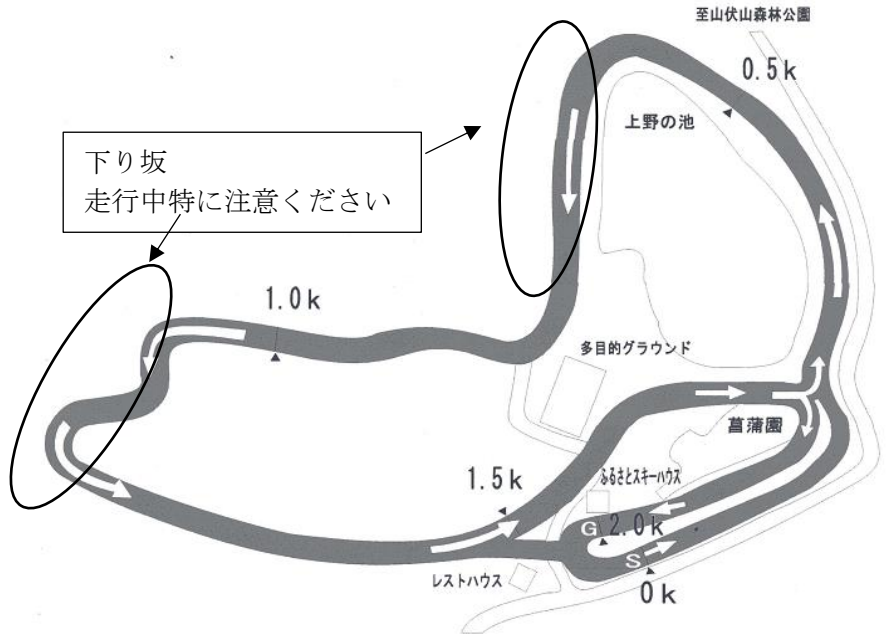 至山伏山森林公園
0.5k
上野の池
下り坂
走行中特に注意ください
1.0k
多目的グラウンド
菖蒲園
1.5k
ふるさとスキーハウス
G
2.0k
S
レストハウス
0k